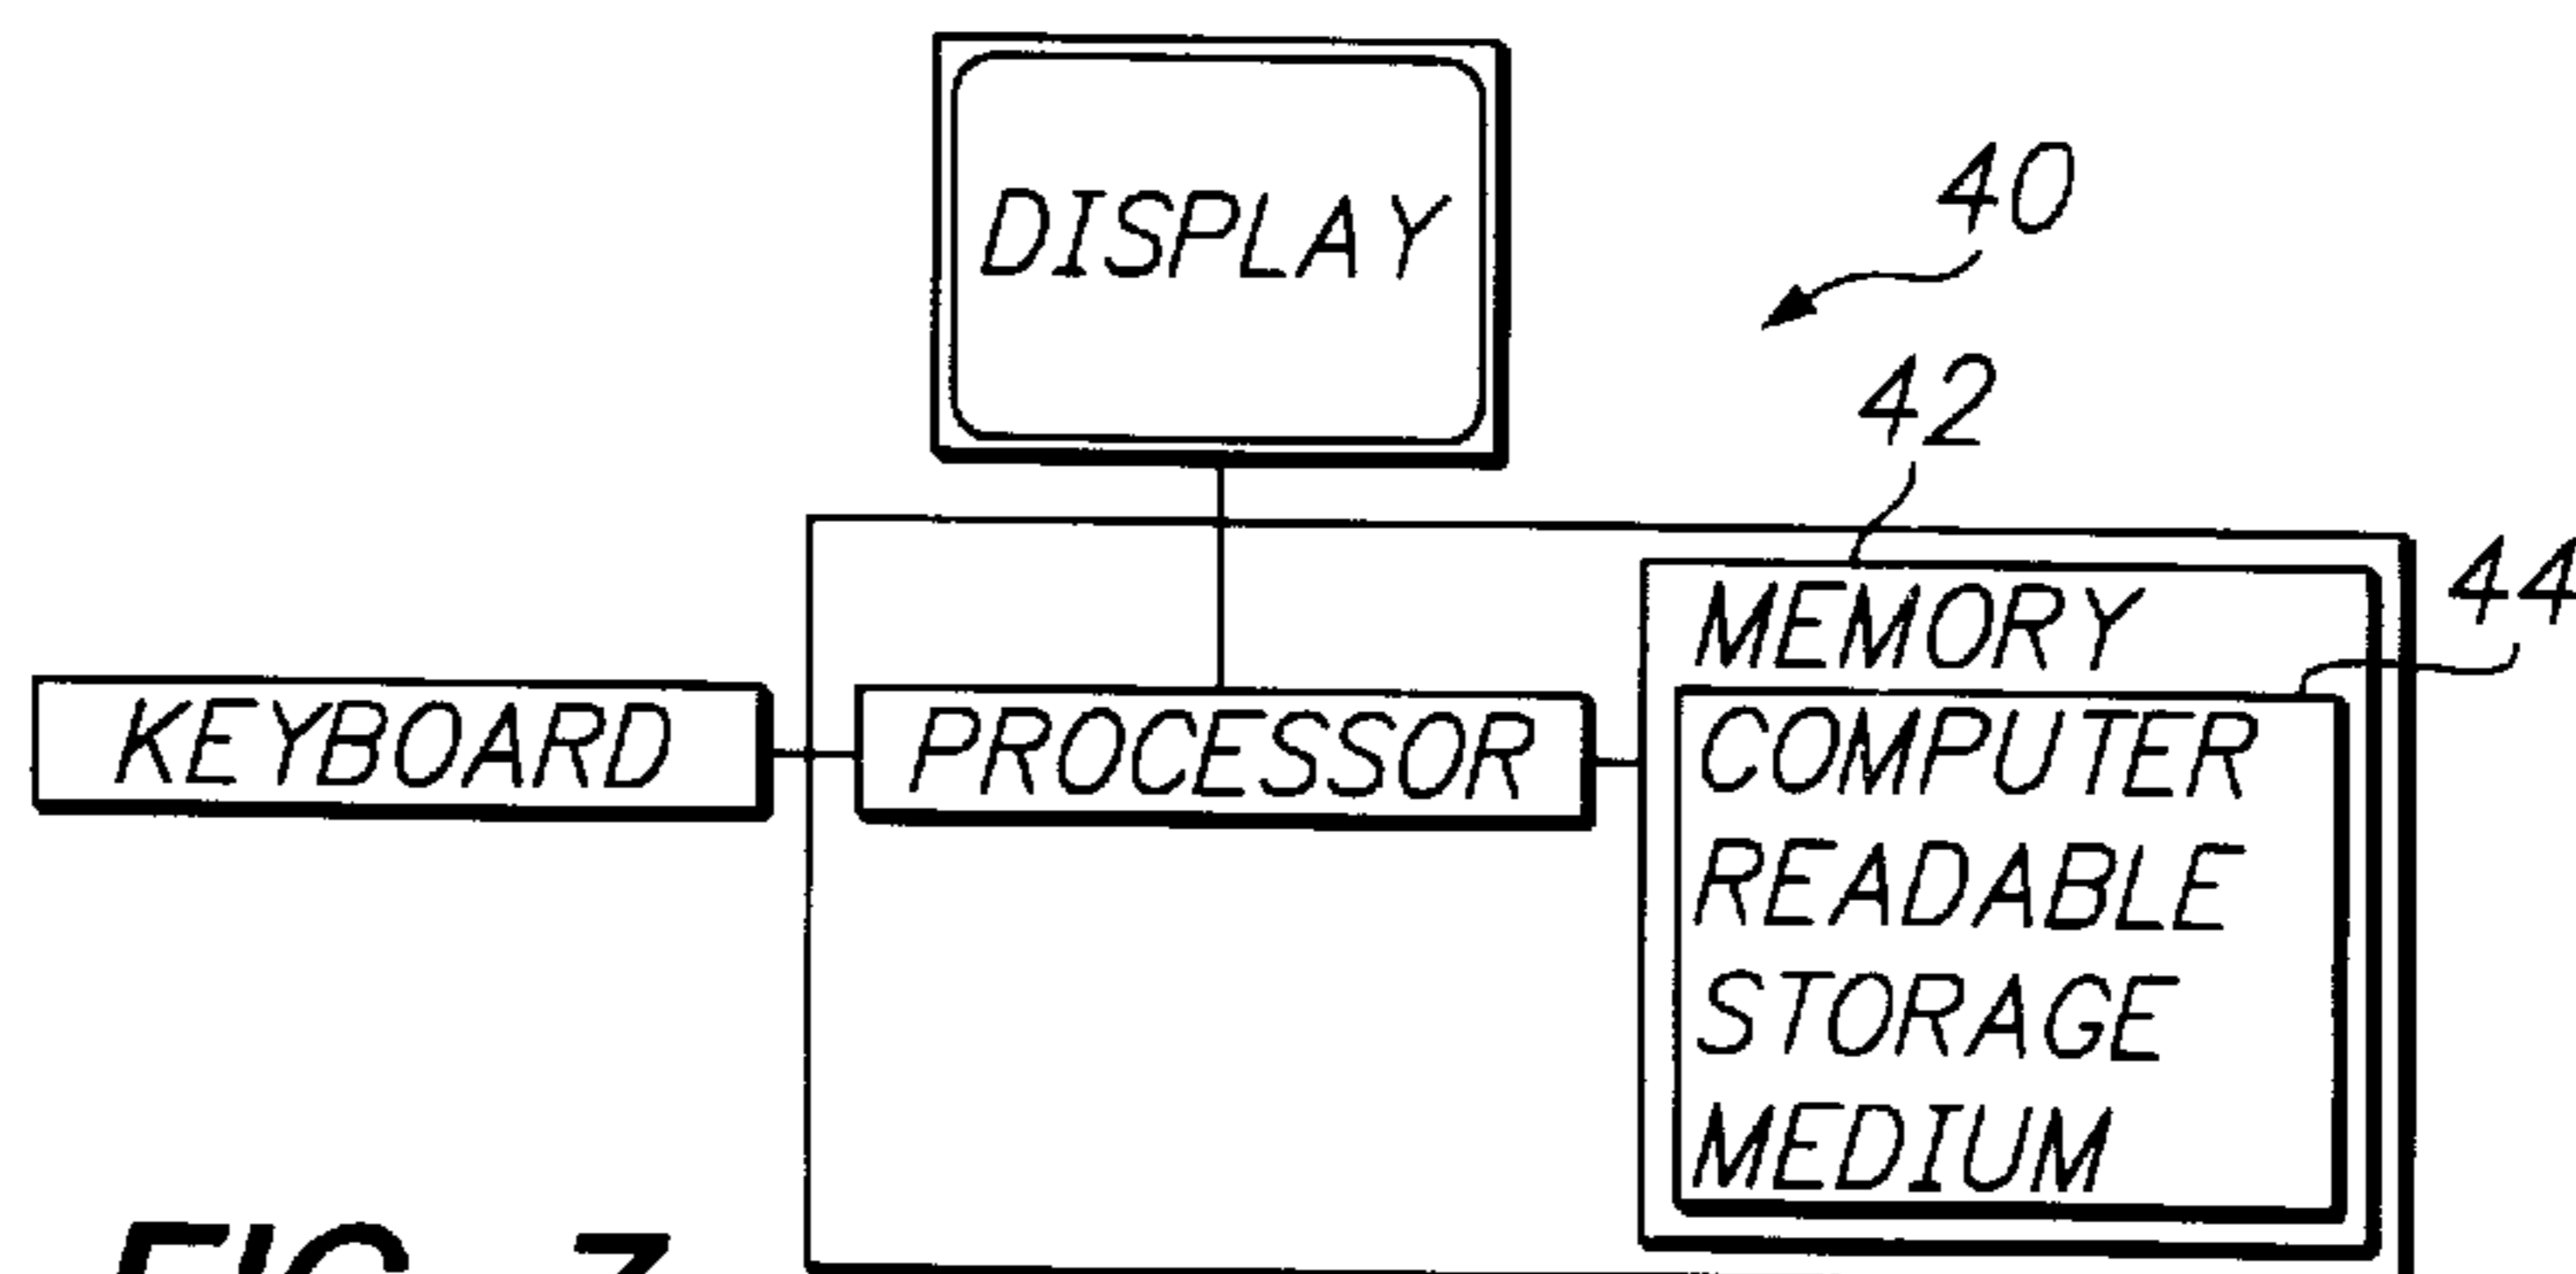 DISPLAY
40
42
44
MEMORY
KEYBOARD
PROCESSOR
COMPUTER
READABLE
STORAGE
MEDIUM